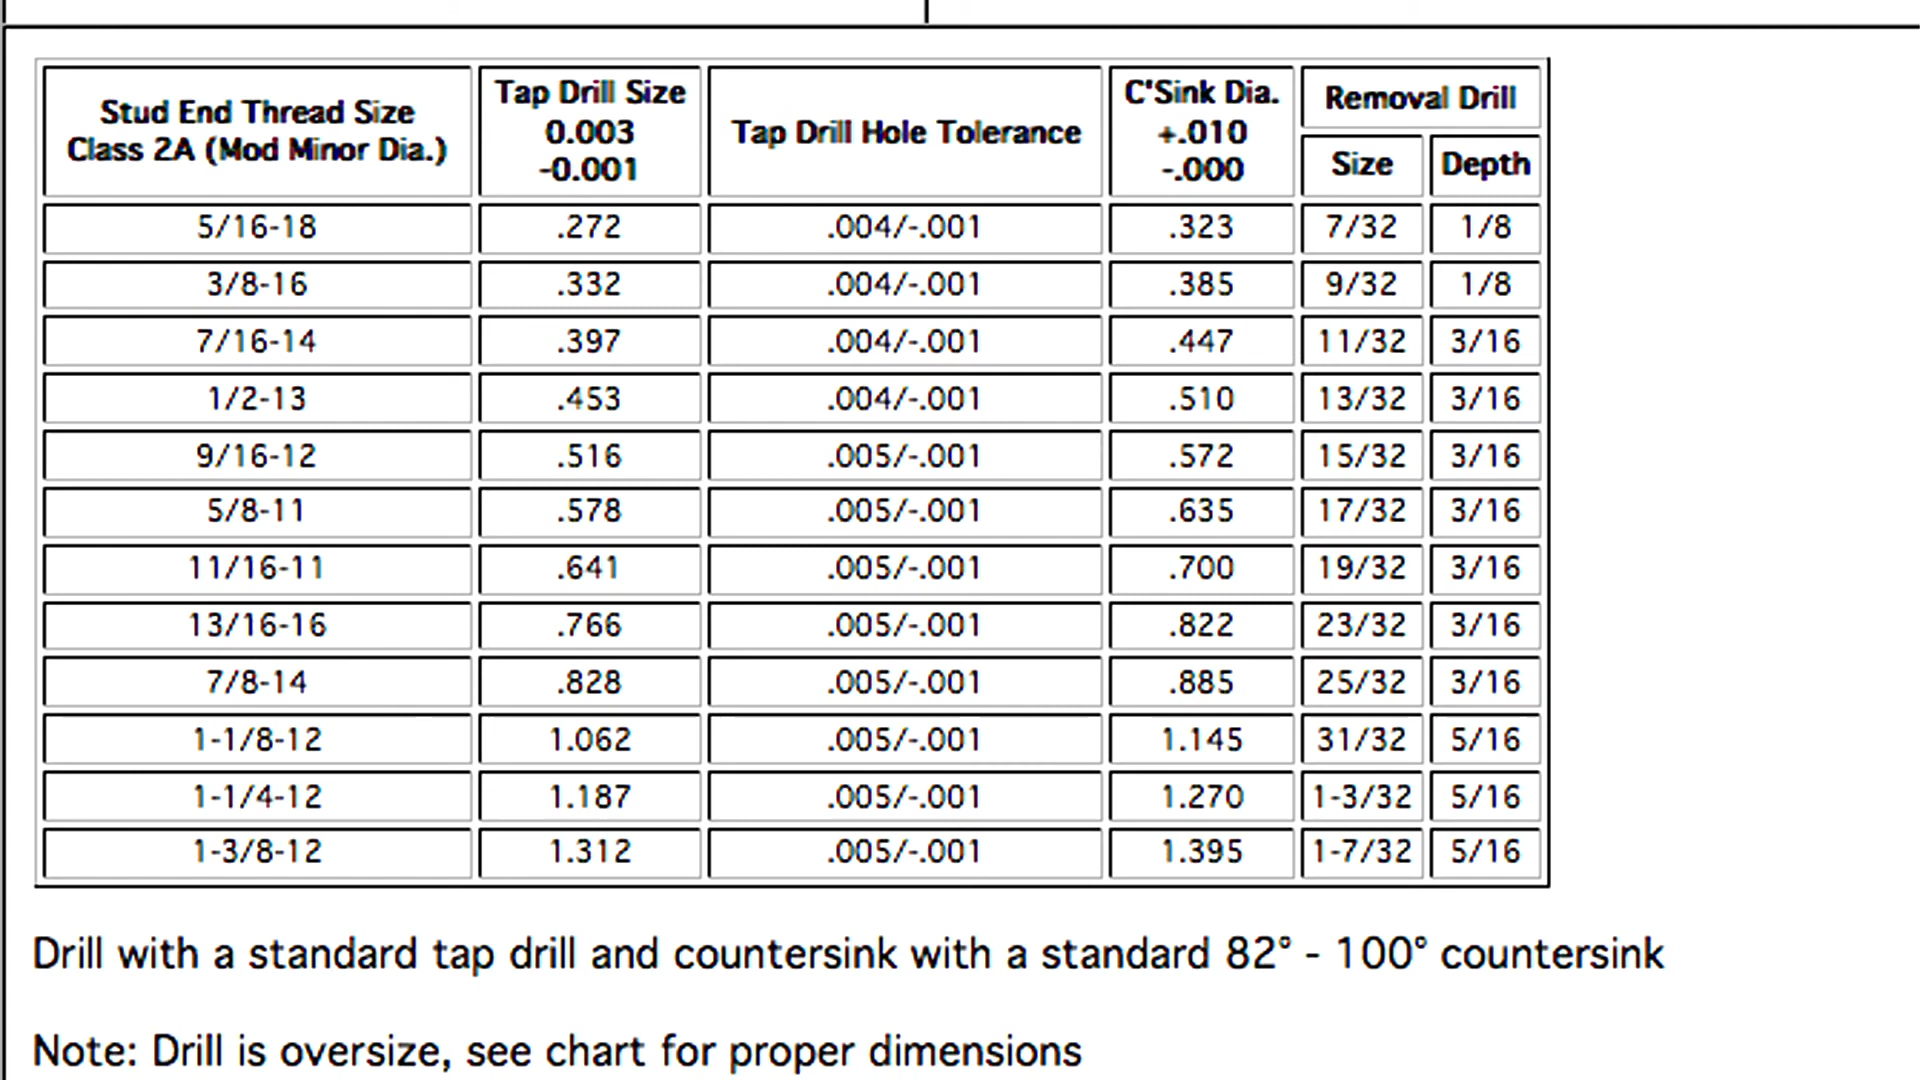 Stud End Thread Size
Class 2A (Mod Minor Dia.)
Tap Drill Size
0.003
-0.001
Tap Drill Hole Tolerance
C'Sink Dia.
+.010
-.000
Removal Drill
Size Depth
5/16-18 .272 .004/-.001 .323 7/32 1/8
3/8-16 .332 .004/-.001 .385 9/32 1/8
7/16-14 .397 .004/-.001 .447 11/32 3/16
1/2-13 .453 .004/-.001 .510 13/32 3/16
9/16-12 .516 .005/-.001 .572 15/32 3/16
5/8-11 .578 .005/-.001 .635 17/32 3/16
11/16-11 .641 .005/-.001 .700 19/32 3/16
13/16-16 .766 .005/-.001 .822 23/32 3/16
7/8-14 .828 .005/-.001 .885 25/32 3/16
1-1/8-12 1.062 .005/-.001 1.145 31/32 5/16
1-1/4-12 1.187 .005/-.001 1.270 1-3/32 5/16
1-3/8-12 1.312 .005/-.001 1.395 1-7/32 5/16
Drill with a standard tap drill and countersink with a standard 82° - 100° countersink
Note: Drill is oversize, see chart for proper dimensions